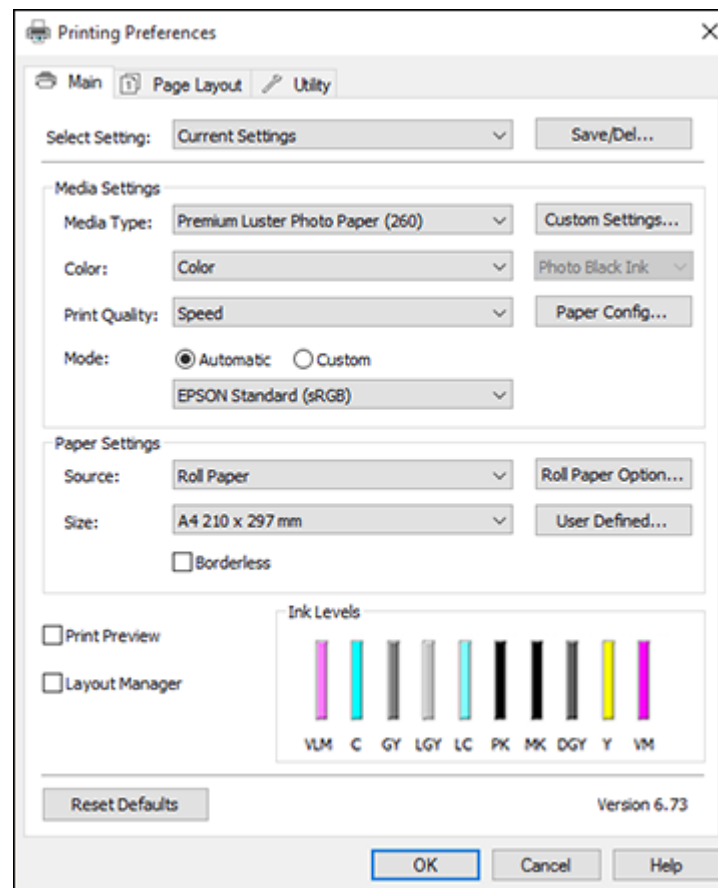 Printing Preferences
Main Page Layout Utility
Select Setting: Current Settings Save/Del...
Media Settings
Media Type: Premium Luster Photo Paper (260) Custom Settings...
Color: Color Photo Black Ink
Print Quality: Speed Paper Config...
Mode: Automatic Custom
EPSON Standard (sRGB)
Paper Settings
Source: Roll Paper Roll Paper Option...
Size: A4 210 x 297 mm User Defined...
Borderless
Ink Levels
Print Preview
Layout Manager
VLM C GY LGY LC PK MK DGY Y VM
Reset Defaults Version 6.73
OK Cancel Help